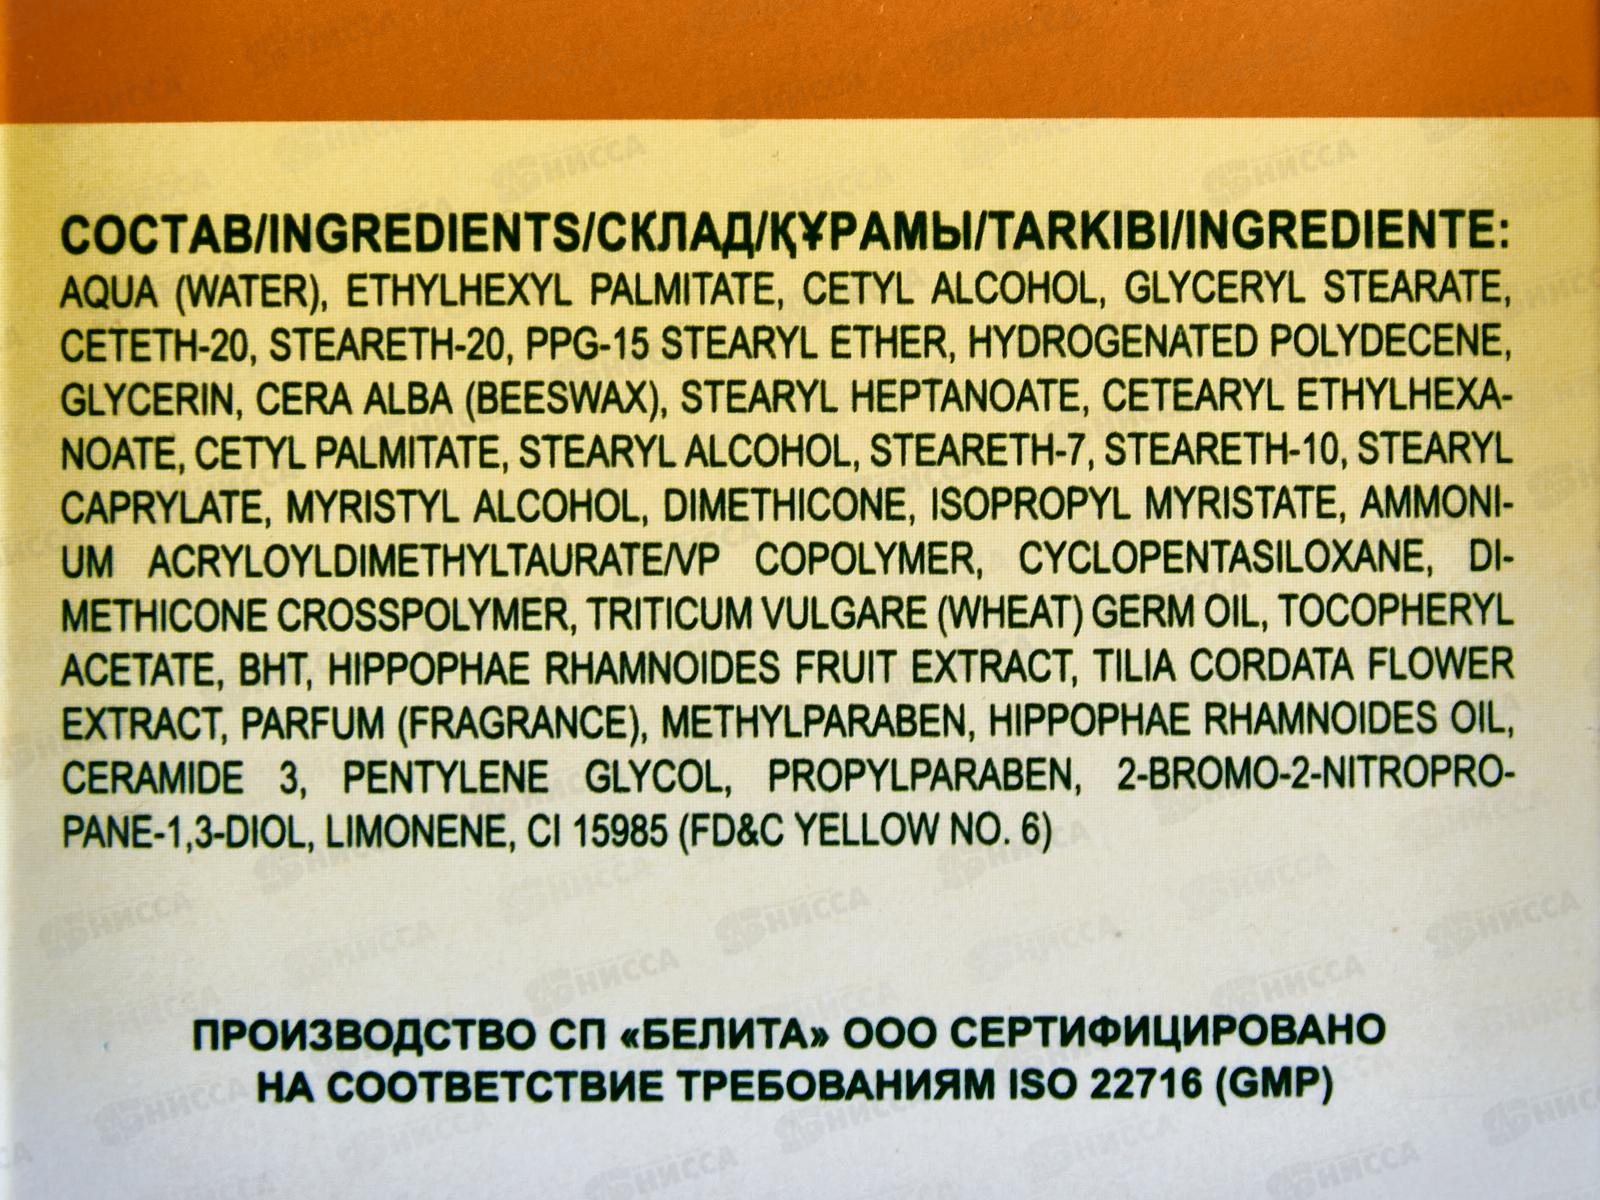 СОСТАВ/INGREDIENTS/СКЛАД/ҚҰРАМЫ/TARKIBI/INGREDIENTE:
AQUA (WATER), ETHYLHEXYL PALMITATE, CETYL ALCOHOL, GLYCERYL STEARATE,
CETETH-20, STEARETH-20, PPG-15 STEARYL ETHER, HYDROGENATED POLYDECENE,
GLYCERIN, CERA ALBA (BEESWAX), STEARYL HEPTANOATE, CETEARYL ETHYLHEXA-
NOATE, CETYL PALMITATE, STEARYL ALCOHOL, STEARETH-7, STEARETH-10, STEARYL
CAPRYLATE, MYRISTYL ALCOHOL, DIMETHICONE, ISOPROPYL MYRISTATE, AMMONI-
UM ACRYLOYLDIMETHYLTAURATE/VP COPOLYMER, CYCLOPENTASILOXANE, DI-
METHICONE CROSSPOLYMER, TRITICUM VULGARE (WHEAT) GERM OIL, TOCOPHERYL
ACETATE, BHT, HIPPOPHAE RHAMNOIDES FRUIT EXTRACT, TILIA CORDATA FLOWER
EXTRACT, PARFUM (FRAGRANCE), METHYLPARABEN, HIPPOPHAE RHAMNOIDES OIL,
CERAMIDE 3, PENTYLENE GLYCOL, PROPYLPARABEN, 2-BROMO-2-NITROPRO-
PANE-1,3-DIOL, LIMONENE, CI 15985 (FD&C YELLOW NO. 6)
ПРОИЗВОДСТВО СП «БЕЛИТА» ООО СЕРТИФИЦИРОВАНО
НА СООТВЕТСТВИЕ ТРЕБОВАНИЯМ ISO 22716 (GMP)